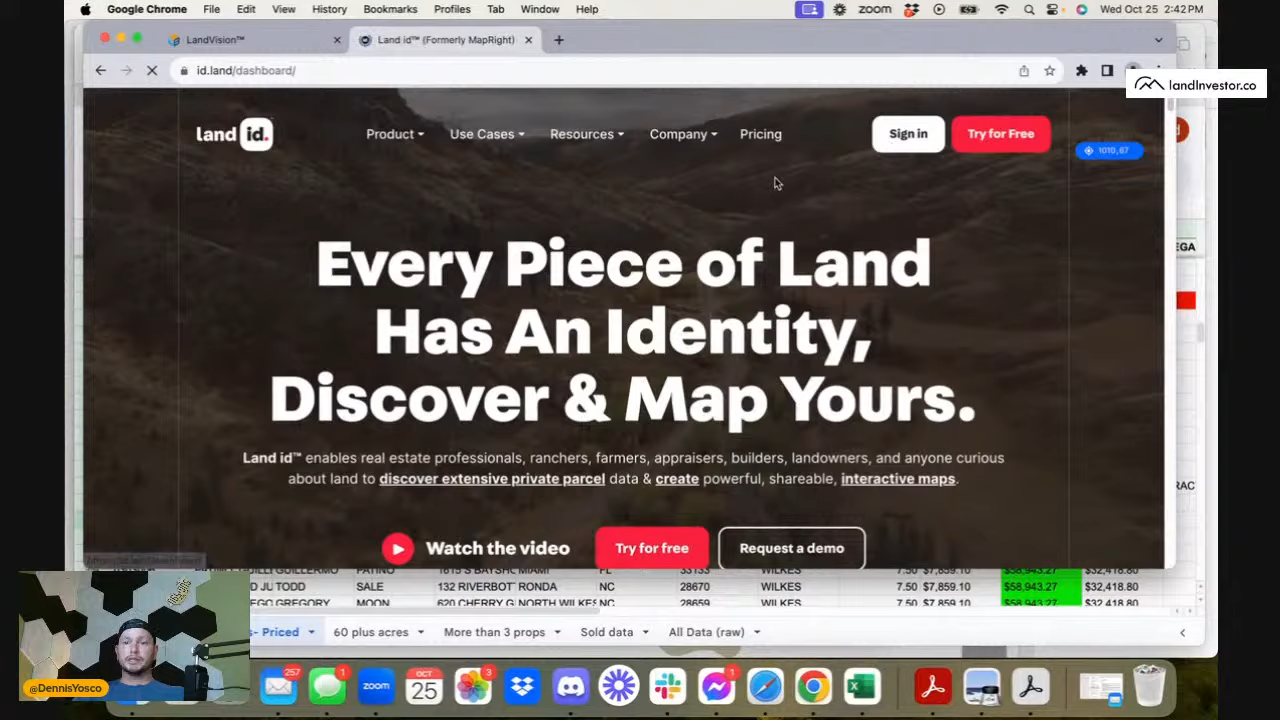 Google Chrome File Edit View History Bookmarks Profiles Tab Window Help zoom Wed Oct 25 2:42 PM
LandVision™ Land id™ (Formerly MapRight)
id.land/dashboard/
landInvestor.co
land id. Product Use Cases Resources Company Pricing Sign in Try for Free
1010, 67
Every Piece of Land
Has An Identity,
Discover & Map Yours.
Land id™ enables real estate professionals, ranchers, farmers, appraisers, builders, landowners, and anyone curious
about land to discover extensive private parcel data & create powerful, shareable, interactive maps.
Watch the video Try for free Request a demo
FL 33133 WILKES 7.50 $7,859.10 $58,943.27 $32,418.80
TODD SALE 132 RIVERBOT RONDA NC 28670 WILKES 7.50 $7,859.10 $58,943.27 $32,418.80
GREGORY MOON 620 CHERRY G NORTH WILKES NC 28659 WILKES 7.50 $7,859.10 $58,943.27 $32,418.80
s- Priced 60 plus acres More than 3 props Sold data All Data (raw)
@DennisYosco
257 1 zoom OCT 25 3 1